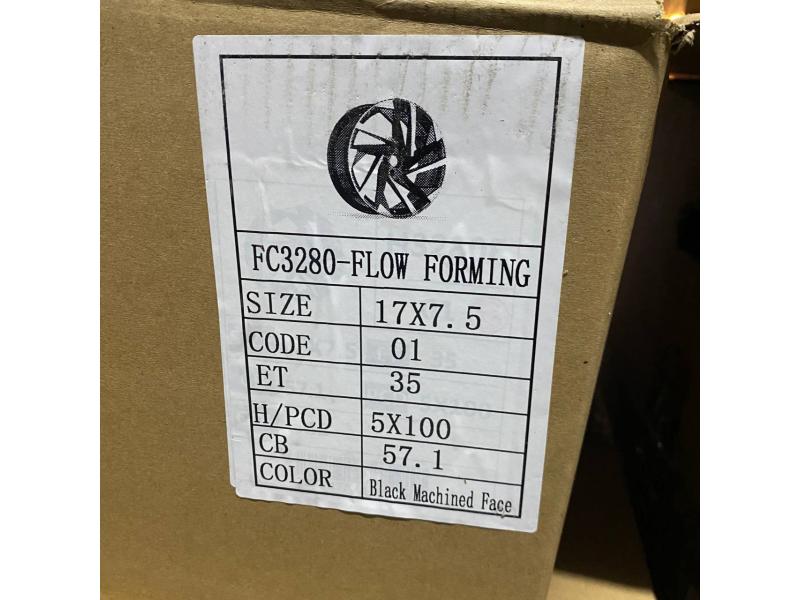 FC3280-FLOW FORMING
SIZE 17X7.5
CODE 01
ET 35
H/PCD 5X100
CB 57.1
COLOR Black Machined Face